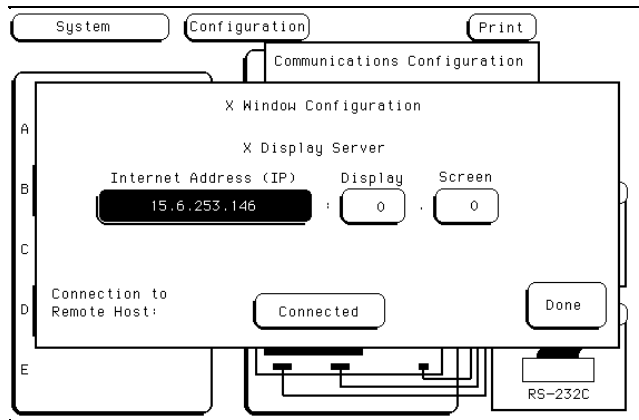 System Configuration Print
Communications Configuration
X Window Configuration
A
X Display Server
Internet Address (IP) Display Screen
B
15.6.253.146 : 0 . 0
C
Connection to
Remote Host:
Connected
Done
D
E
RS-232C